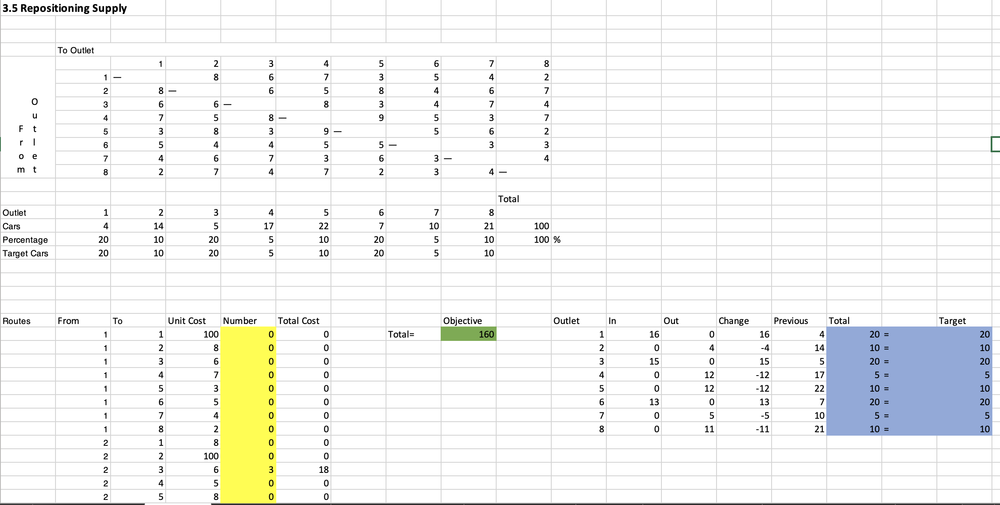 3.5 Repositioning Supply
To Outlet
1 2 3 4 5 6 7 8
1 — 8 6 7 3 5 4 2
2 8 — 6 5 8 4 6 7
3 6 6 — 8 3 4 7 4
4 7 5 8 — 9 5 3 7
5 3 8 3 9 — 5 6 2
6 5 4 4 5 5 — 3 3
7 4 6 7 3 6 3 — 4
8 2 7 4 7 2 3 4 —
From
Outlet
Total
Outlet 1 2 3 4 5 6 7 8
Cars 4 14 5 17 22 7 10 21 100
Percentage 20 10 20 5 10 20 5 10 100 %
Target Cars 20 10 20 5 10 20 5 10
Routes From To Unit Cost Number Total Cost Objective Outlet In Out Change Previous Total Target
1 1 100 0 0 Total= 160 1 16 0 16 4 20 = 20
1 2 8 0 0 2 0 4 -4 14 10 = 10
1 3 6 0 0 3 15 0 15 5 20 = 20
1 4 7 0 0 4 0 12 -12 17 5 = 5
1 5 3 0 0 5 0 12 -12 22 10 = 10
1 6 5 0 0 6 13 0 13 7 20 = 20
1 7 4 0 0 7 0 5 -5 10 5 = 5
1 8 2 0 0 8 0 11 -11 21 10 = 10
2 1 8 0 0
2 2 100 0 0
2 3 6 3 18
2 4 5 0 0
2 5 8 0 0